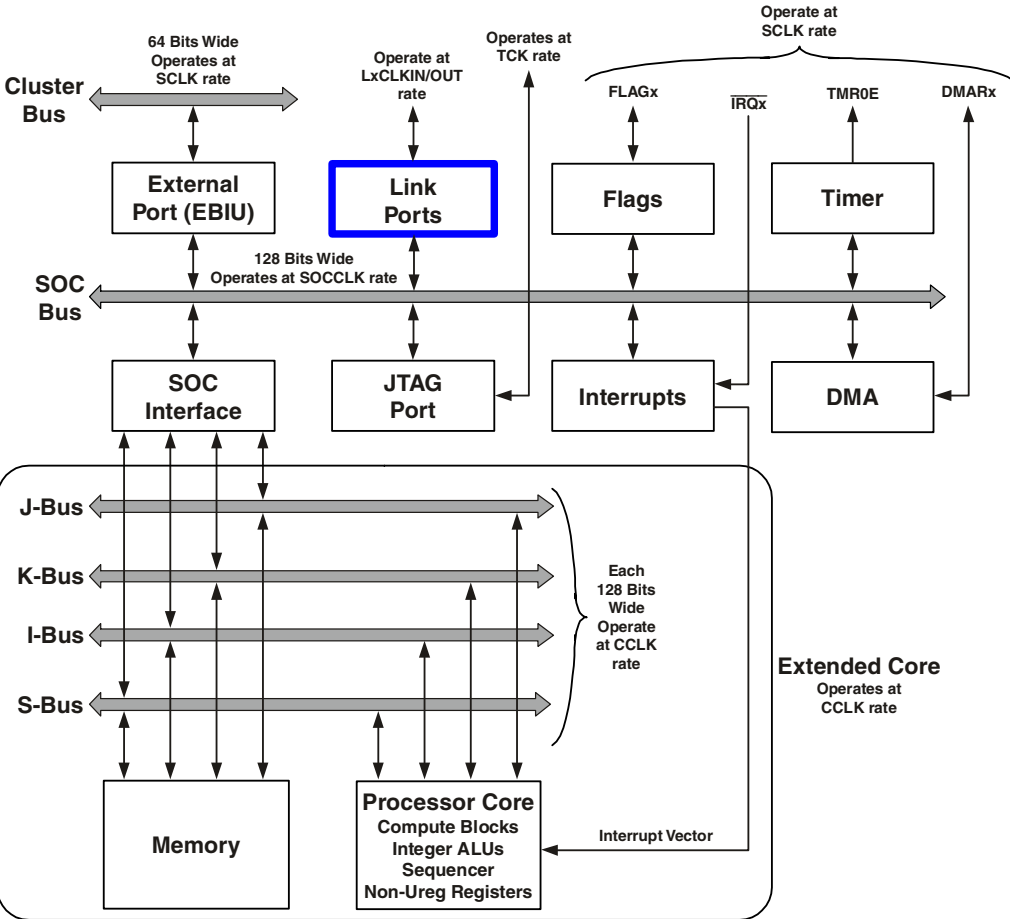 64 Bits Wide
Operates at
SCLK rate
Cluster
Bus
Operate at
LxCLKIN/OUT
rate
Operates at
TCK rate
Operate at
SCLK rate
FLAGx
IRQx
TMR0E
DMARx
External
Port (EBIU)
Link
Ports
Flags
Timer
128 Bits Wide
Operates at SOCCLK rate
SOC
Bus
SOC
Interface
JTAG
Port
Interrupts
DMA
J-Bus
K-Bus
I-Bus
S-Bus
Each
128 Bits
Wide
Operate
at CCLK
rate
Extended Core
Operates at
CCLK rate
Memory
Processor Core
Compute Blocks
Integer ALUs
Sequencer
Non-Ureg Registers
Interrupt Vector